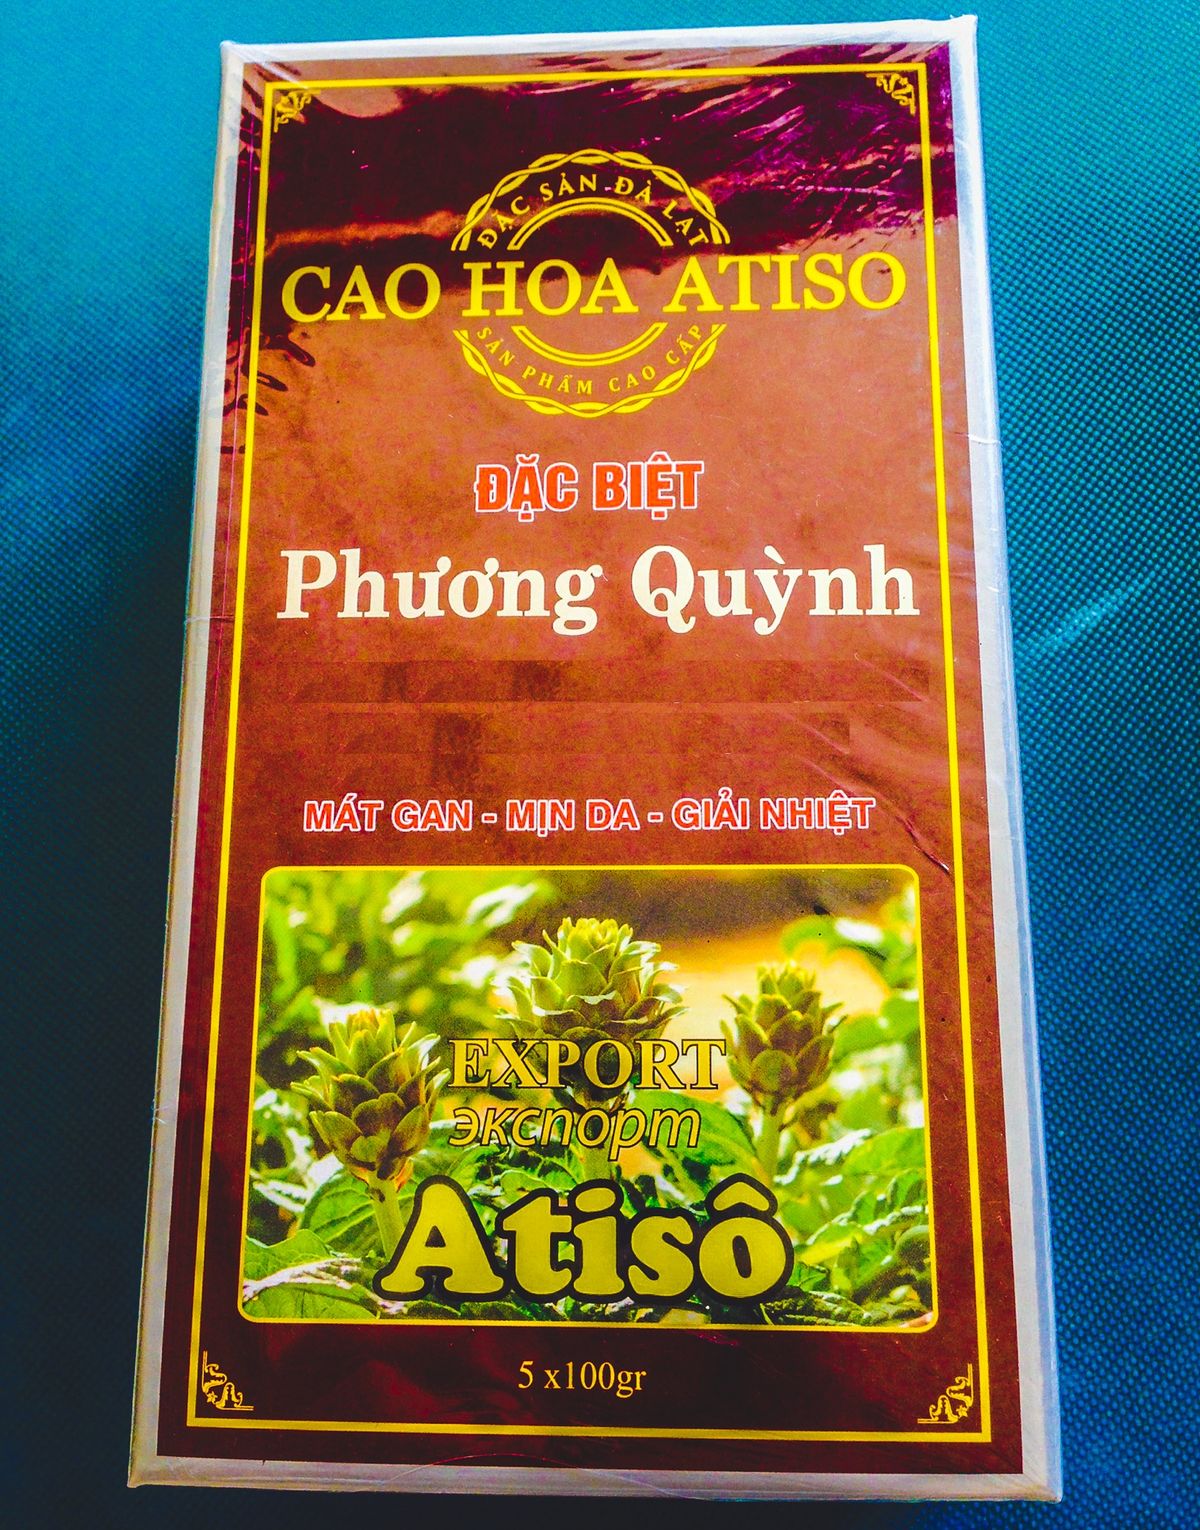 ĐẶC SẢN ĐÀ LẠT
CAO HOA ATISO
SẢN PHẨM CAO CẤP
ĐẶC BIỆT
Phương Quỳnh
MÁT GAN - MỊN DA - GIẢI NHIỆT
EXPORT
экспорт
Atisô
5 x100gr